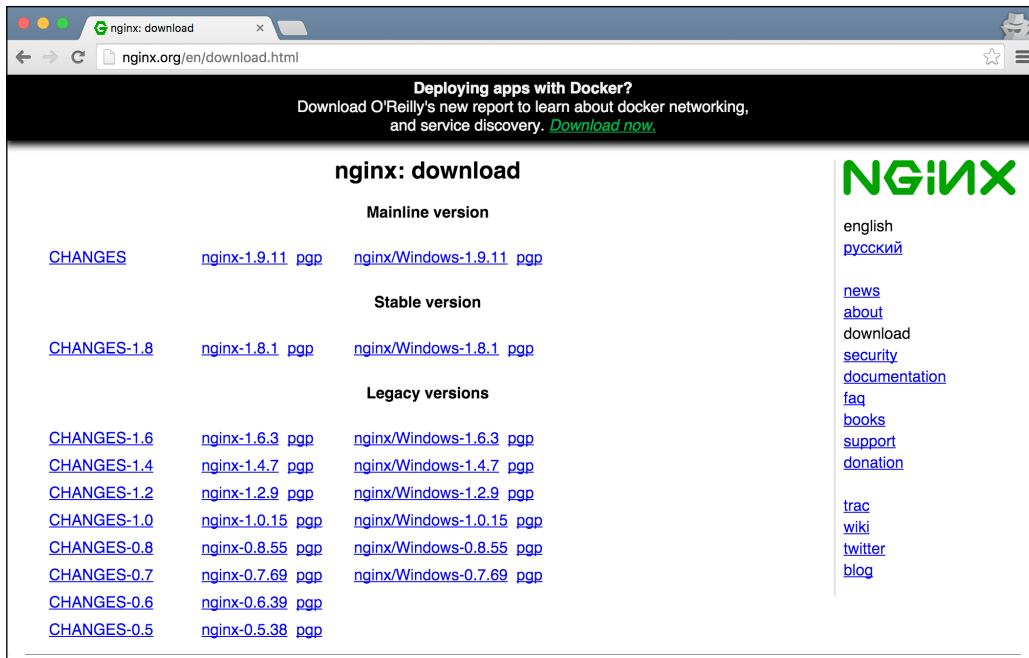 nginx: download
nginx.org/en/download.html
Deploying apps with Docker?
Download O'Reilly's new report to learn about docker networking,
and service discovery. Download now.
nginx: download
Mainline version
CHANGES nginx-1.9.11 pgp nginx/Windows-1.9.11 pgp
Stable version
CHANGES-1.8 nginx-1.8.1 pgp nginx/Windows-1.8.1 pgp
Legacy versions
CHANGES-1.6 nginx-1.6.3 pgp nginx/Windows-1.6.3 pgp
CHANGES-1.4 nginx-1.4.7 pgp nginx/Windows-1.4.7 pgp
CHANGES-1.2 nginx-1.2.9 pgp nginx/Windows-1.2.9 pgp
CHANGES-1.0 nginx-1.0.15 pgp nginx/Windows-1.0.15 pgp
CHANGES-0.8 nginx-0.8.55 pgp nginx/Windows-0.8.55 pgp
CHANGES-0.7 nginx-0.7.69 pgp nginx/Windows-0.7.69 pgp
CHANGES-0.6 nginx-0.6.39 pgp
CHANGES-0.5 nginx-0.5.38 pgp
NGiNX
english
русский
news
about
download
security
documentation
faq
books
support
donation
trac
wiki
twitter
blog